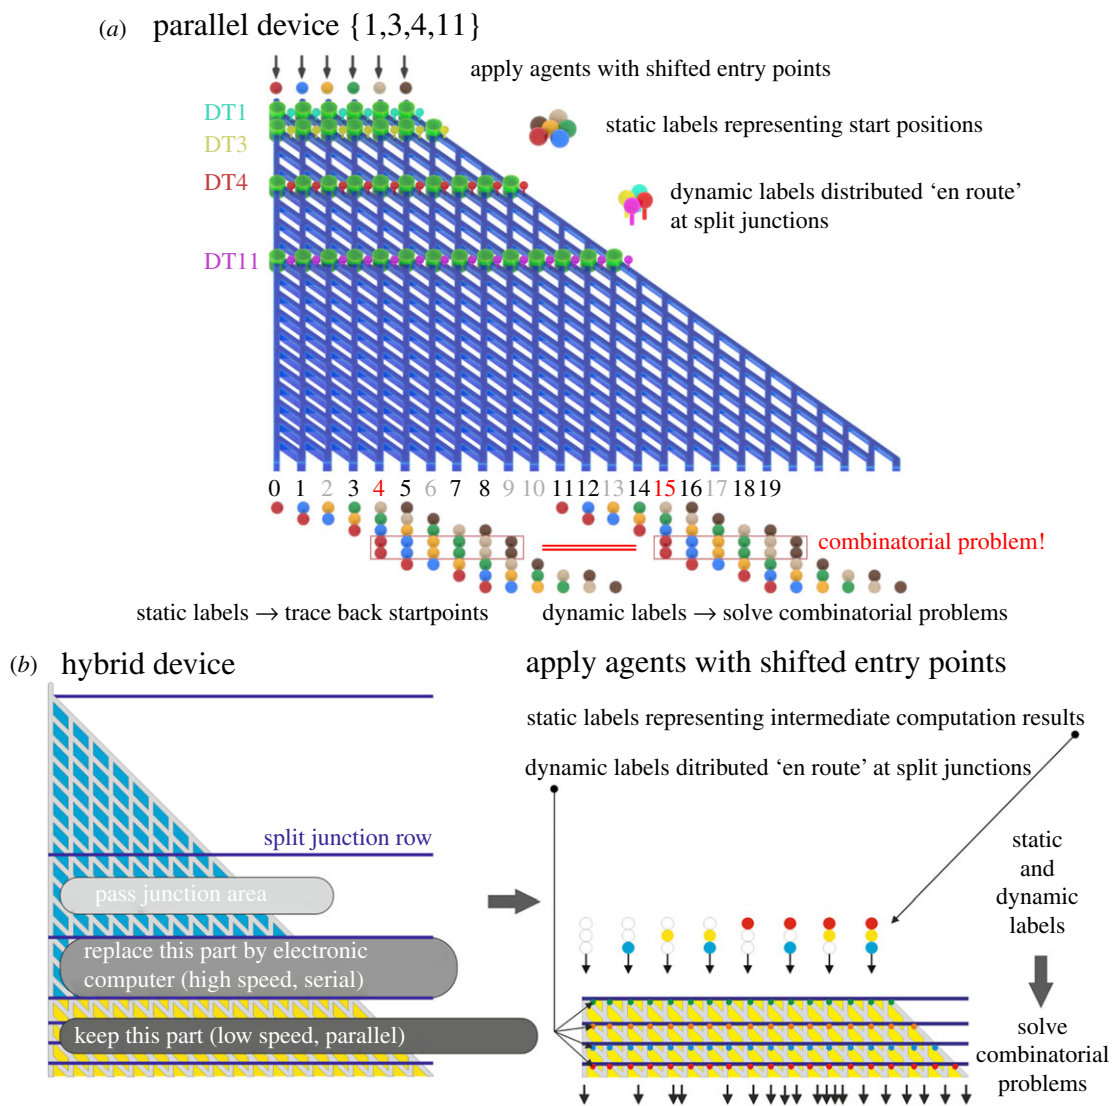 (a) parallel device {1,3,4,11}
apply agents with shifted entry points
DT1
static labels representing start positions
DT3
DT4
dynamic labels distributed ‘en route’
at split junctions
DT11
0 1 2 3 4 5 6 7 8 9 10 11 12 13 14 15 16 17 18 19
combinatorial problem!
static labels → trace back startpoints
dynamic labels → solve combinatorial problems
(b) hybrid device
split junction row
pass junction area
replace this part by electronic
computer (high speed, serial)
keep this part (low speed, parallel)
apply agents with shifted entry points
static labels representing intermediate computation results
dynamic labels ditributed ‘en route’ at split junctions
static
and
dynamic
labels
solve
combinatorial
problems